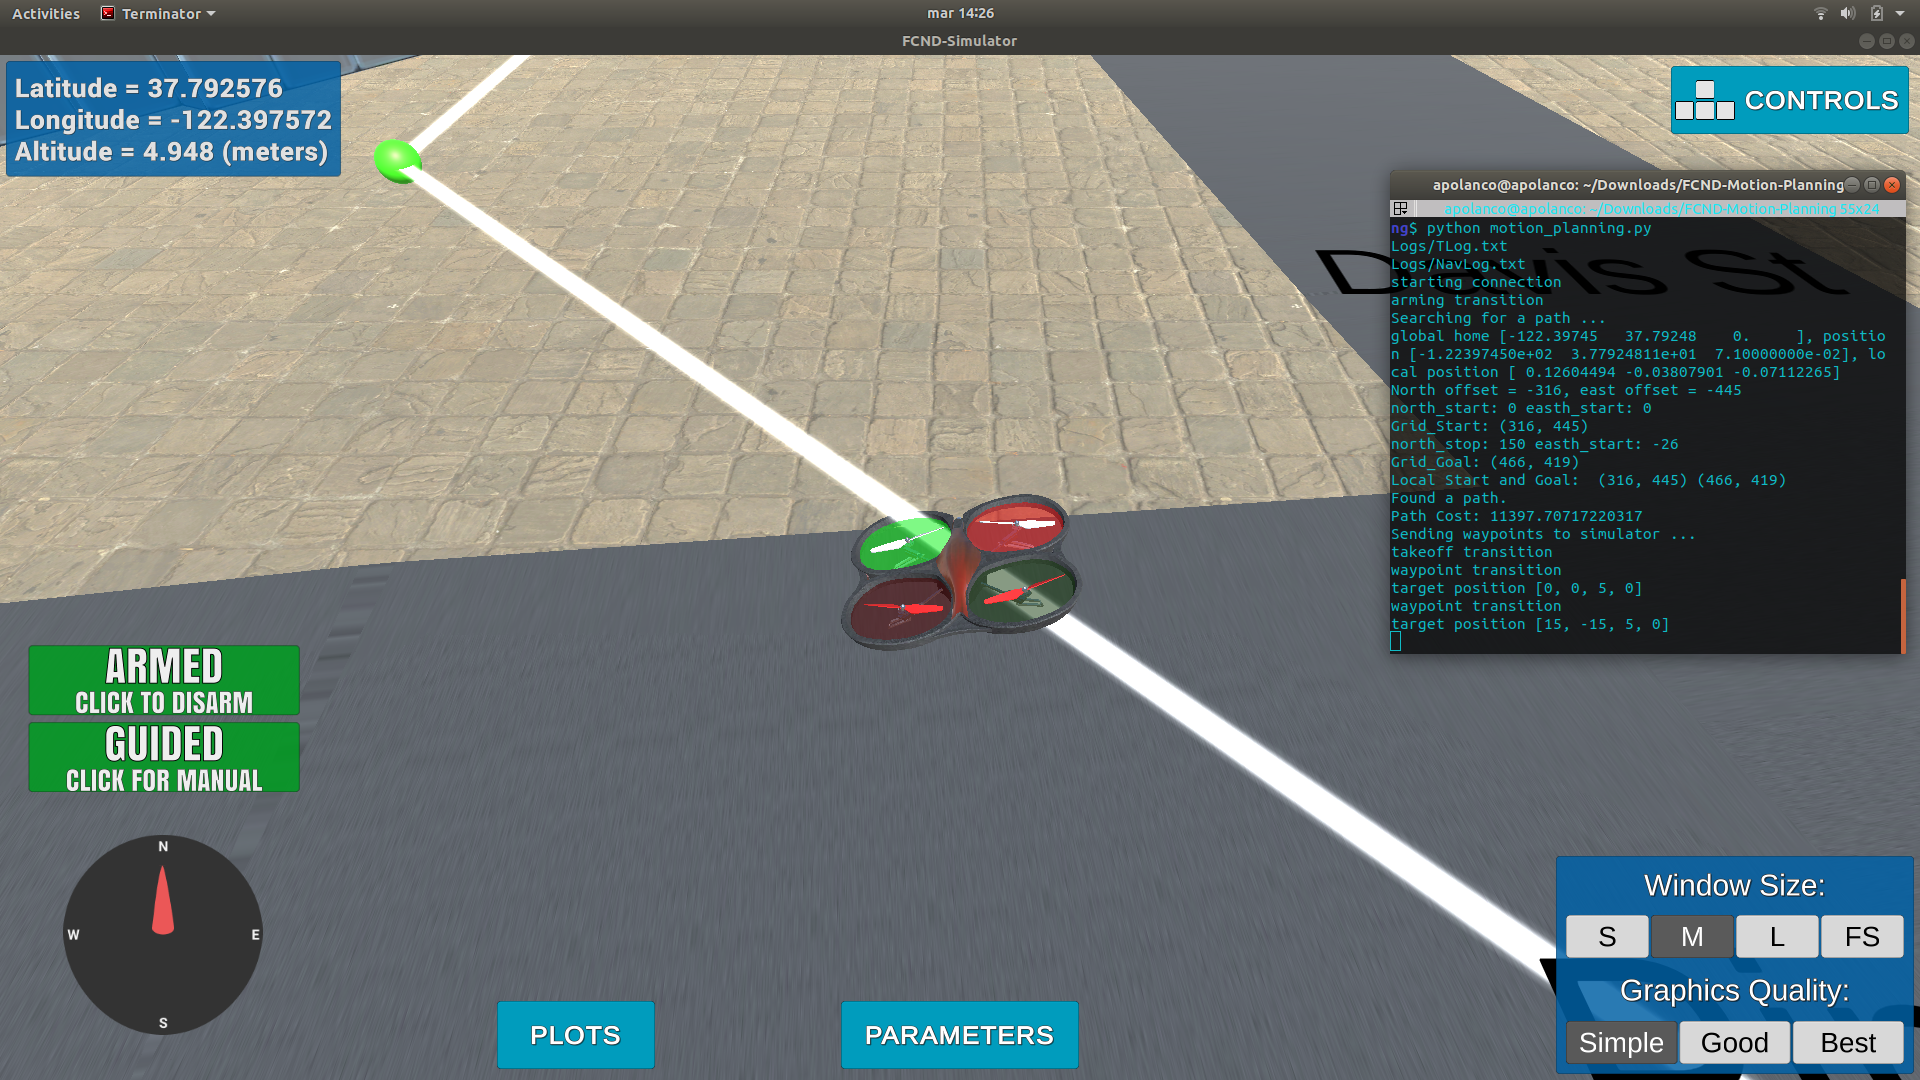 Activities
Terminator
mar 14:26
FCND-Simulator
Latitude = 37.792576
Longitude = -122.397572
Altitude = 4.948 (meters)
CONTROLS
apolanco@apolanco: ~/Downloads/FCND-Motion-Planning
apolanco@apolanco: ~/Downloads/FCND-Motion-Planning 55x24
ng$ python motion_planning.py
Logs/TLog.txt
Logs/NavLog.txt
starting connection
arming transition
Searching for a path ...
global home [-122.39745   37.79248    0.      ], positio
n [-1.22397450e+02  3.77924811e+01  7.10000000e-02], lo
cal position [ 0.12604494 -0.03807901 -0.07112265]
North offset = -316, east offset = -445
north_start: 0 easth_start: 0
Grid_Start: (316, 445)
north_stop: 150 easth_start: -26
Grid_Goal: (466, 419)
Local Start and Goal:  (316, 445) (466, 419)
Found a path.
Path Cost: 11397.70717220317
Sending waypoints to simulator ...
takeoff transition
waypoint transition
target position [0, 0, 5, 0]
waypoint transition
target position [15, -15, 5, 0]
Davis St
ARMED
CLICK TO DISARM
GUIDED
CLICK FOR MANUAL
N
W
E
S
PLOTS
PARAMETERS
Window Size:
S
M
L
FS
Graphics Quality:
Simple
Good
Best